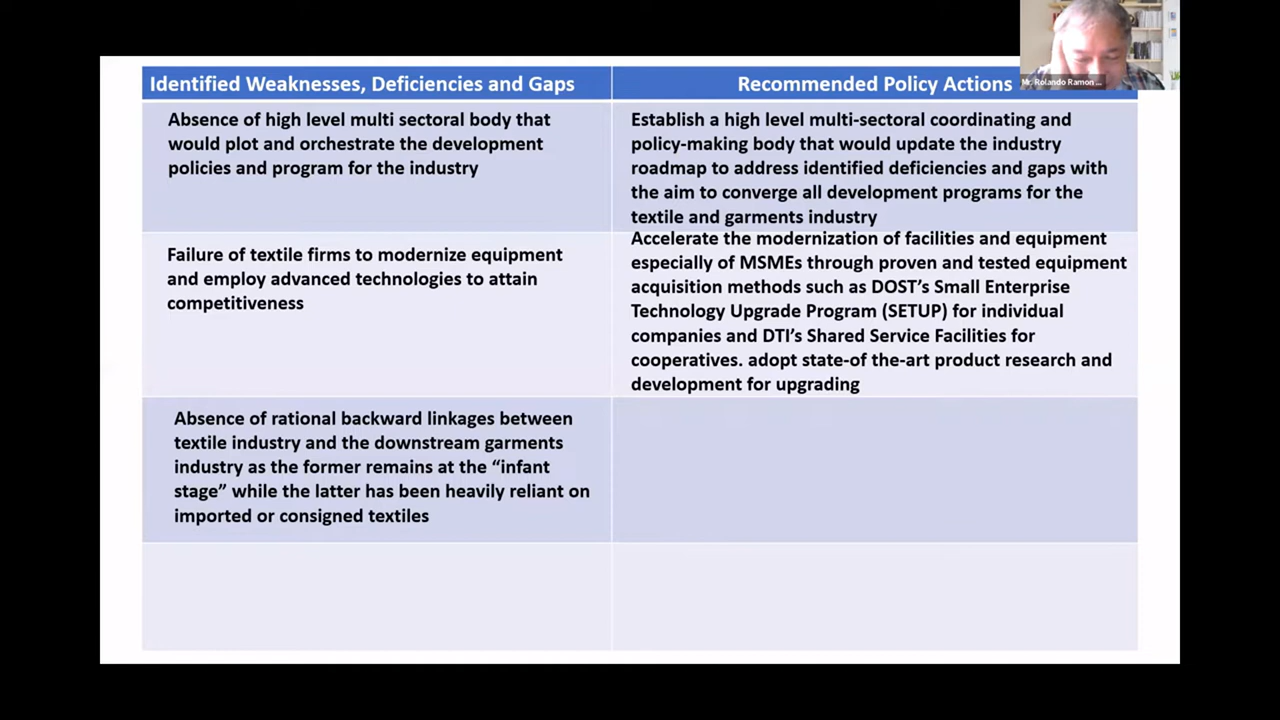 Identified Weaknesses, Deficiencies and Gaps
Recommended Policy Actions
Mr. Rolando Ramon ...
Absence of high level multi sectoral body that
would plot and orchestrate the development
policies and program for the industry
Establish a high level multi-sectoral coordinating and
policy-making body that would update the industry
roadmap to address identified deficiencies and gaps with
the aim to converge all development programs for the
textile and garments industry
Failure of textile firms to modernize equipment
and employ advanced technologies to attain
competitiveness
Accelerate the modernization of facilities and equipment
especially of MSMEs through proven and tested equipment
acquisition methods such as DOST’s Small Enterprise
Technology Upgrade Program (SETUP) for individual
companies and DTI’s Shared Service Facilities for
cooperatives. adopt state-of the-art product research and
development for upgrading
Absence of rational backward linkages between
textile industry and the downstream garments
industry as the former remains at the “infant
stage” while the latter has been heavily reliant on
imported or consigned textiles